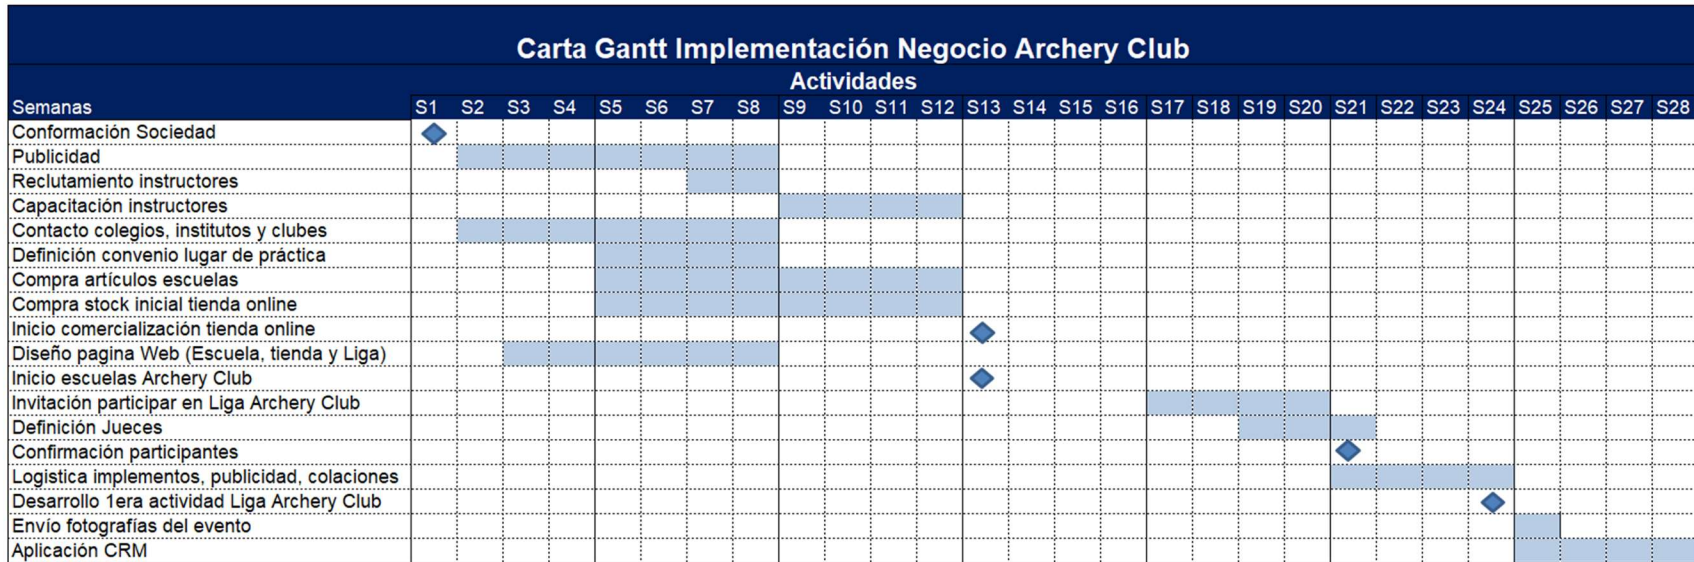 Carta Gantt Implementación Negocio Archery Club
Actividades
Semanas S1 S2 S3 S4 S5 S6 S7 S8 S9 S10 S11 S12 S13 S14 S15 S16 S17 S18 S19 S20 S21 S22 S23 S24 S25 S26 S27 S28
Conformación Sociedad
Publicidad
Reclutamiento instructores
Capacitación instructores
Contacto colegios, institutos y clubes
Definición convenio lugar de práctica
Compra artículos escuelas
Compra stock inicial tienda online
Inicio comercialización tienda online
Diseño pagina Web (Escuela, tienda y Liga)
Inicio escuelas Archery Club
Invitación participar en Liga Archery Club
Definición Jueces
Confirmación participantes
Logistica implementos, publicidad, colaciones
Desarrollo 1era actividad Liga Archery Club
Envío fotografías del evento
Aplicación CRM